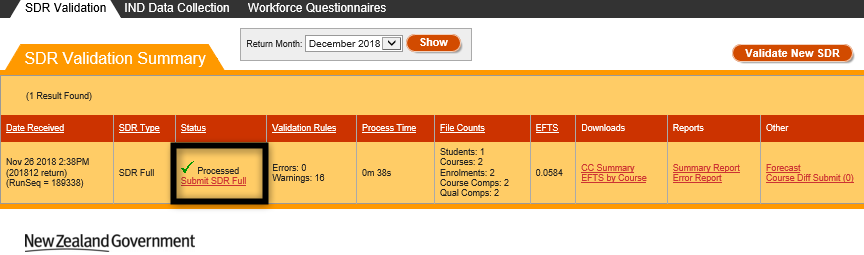 SDR Validation IND Data Collection Workforce Questionnaires
Return Month: December 2018 Show
SDR Validation Summary
Validate New SDR
(1 Result Found)
Date Received SDR Type Status Validation Rules Process Time File Counts EFTS Downloads Reports Other
Nov 26 2018 2:38PM
(201812 return)
(RunSeq = 189338)
SDR Full
Processed
Submit SDR Full
Errors: 0
Warnings: 16
0m 38s
Students: 1
Courses: 2
Enrolments: 2
Course Comps: 2
Qual Comps: 2
0.0584
CC Summary
EFTS by Course
Summary Report
Error Report
Forecast
Course Diff Submit (0)
New Zealand Government